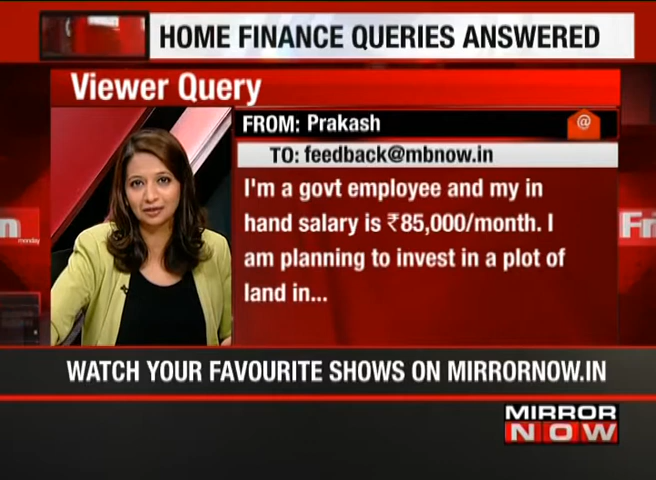 HOME FINANCE QUERIES ANSWERED
Viewer Query
FROM: Prakash
@
TO: feedback@mbnow.in
I'm a govt employee and my in
hand salary is ₹85,000/month. I
am planning to invest in a plot of
land in...
monday
WATCH YOUR FAVOURITE SHOWS ON MIRRORNOW.IN
MIRROR
NOW